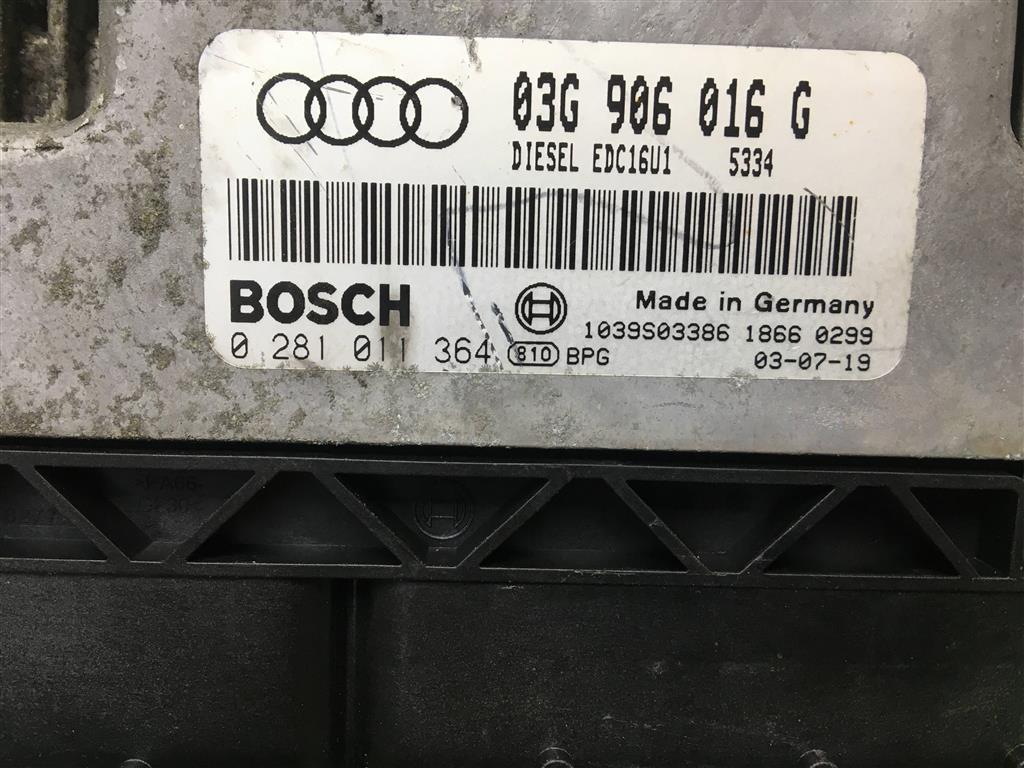 03G 906 016 G
DIESEL EDC16U1 5334
BOSCH
Made in Germany
0 281 011 364 810 BPG
1039S03386 1866 0299
03-07-19
>PA66-